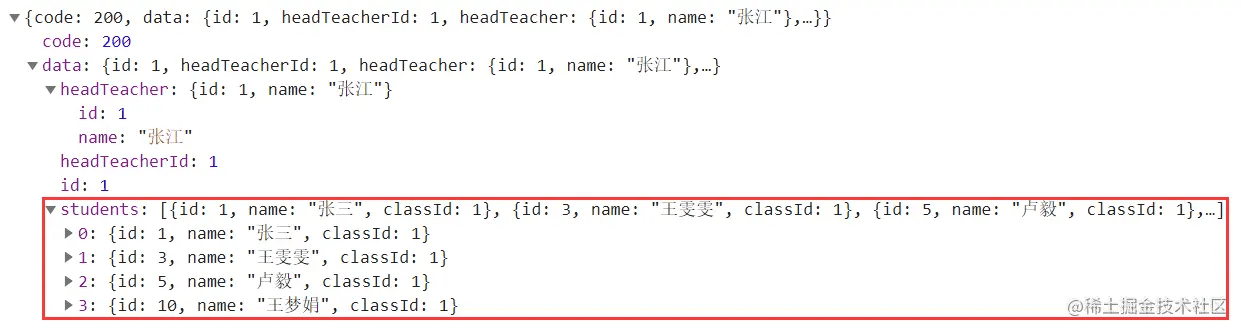 {code: 200, data: {id: 1, headTeacherId: 1, headTeacher: {id: 1, name: "张江"},…}}
code: 200
data: {id: 1, headTeacherId: 1, headTeacher: {id: 1, name: "张江"},…}
headTeacher: {id: 1, name: "张江"}
id: 1
name: "张江"
headTeacherId: 1
id: 1
students: [{id: 1, name: "张三", classId: 1}, {id: 3, name: "王雯雯", classId: 1}, {id: 5, name: "卢毅", classId: 1},…]
0: {id: 1, name: "张三", classId: 1}
1: {id: 3, name: "王雯雯", classId: 1}
2: {id: 5, name: "卢毅", classId: 1}
3: {id: 10, name: "王梦娟", classId: 1}
@稀土掘金技术社区